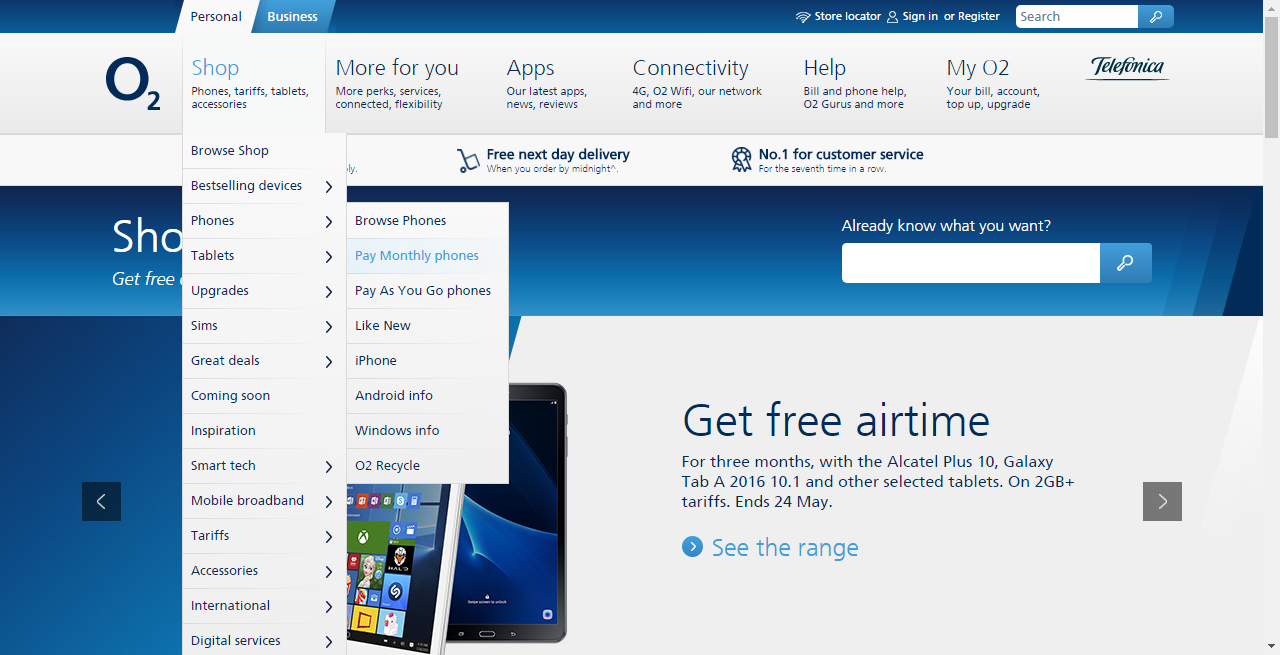 Personal
Business
Store locator
Sign in or Register
Search
O2
Shop
Phones, tariffs, tablets,
accessories
More for you
More perks, services,
connected, flexibility
Apps
Our latest apps,
news, reviews
Connectivity
4G, O2 Wifi, our network
and more
Help
Bill and phone help,
O2 Gurus and more
My O2
Your bill, account,
top up, upgrade
Telefónica
Free next day delivery
When you order by midnight^.
No.1 for customer service
For the seventh time in a row.
Sho
Get free
Already know what you want?
Browse Shop
Bestselling devices
Phones
Tablets
Upgrades
Sims
Great deals
Coming soon
Inspiration
Smart tech
Mobile broadband
Tariffs
Accessories
International
Digital services
Browse Phones
Pay Monthly phones
Pay As You Go phones
Like New
iPhone
Android info
Windows info
O2 Recycle
HALO
Swipe screen to unlock
Get free airtime
For three months, with the Alcatel Plus 10, Galaxy
Tab A 2016 10.1 and other selected tablets. On 2GB+
tariffs. Ends 24 May.
See the range